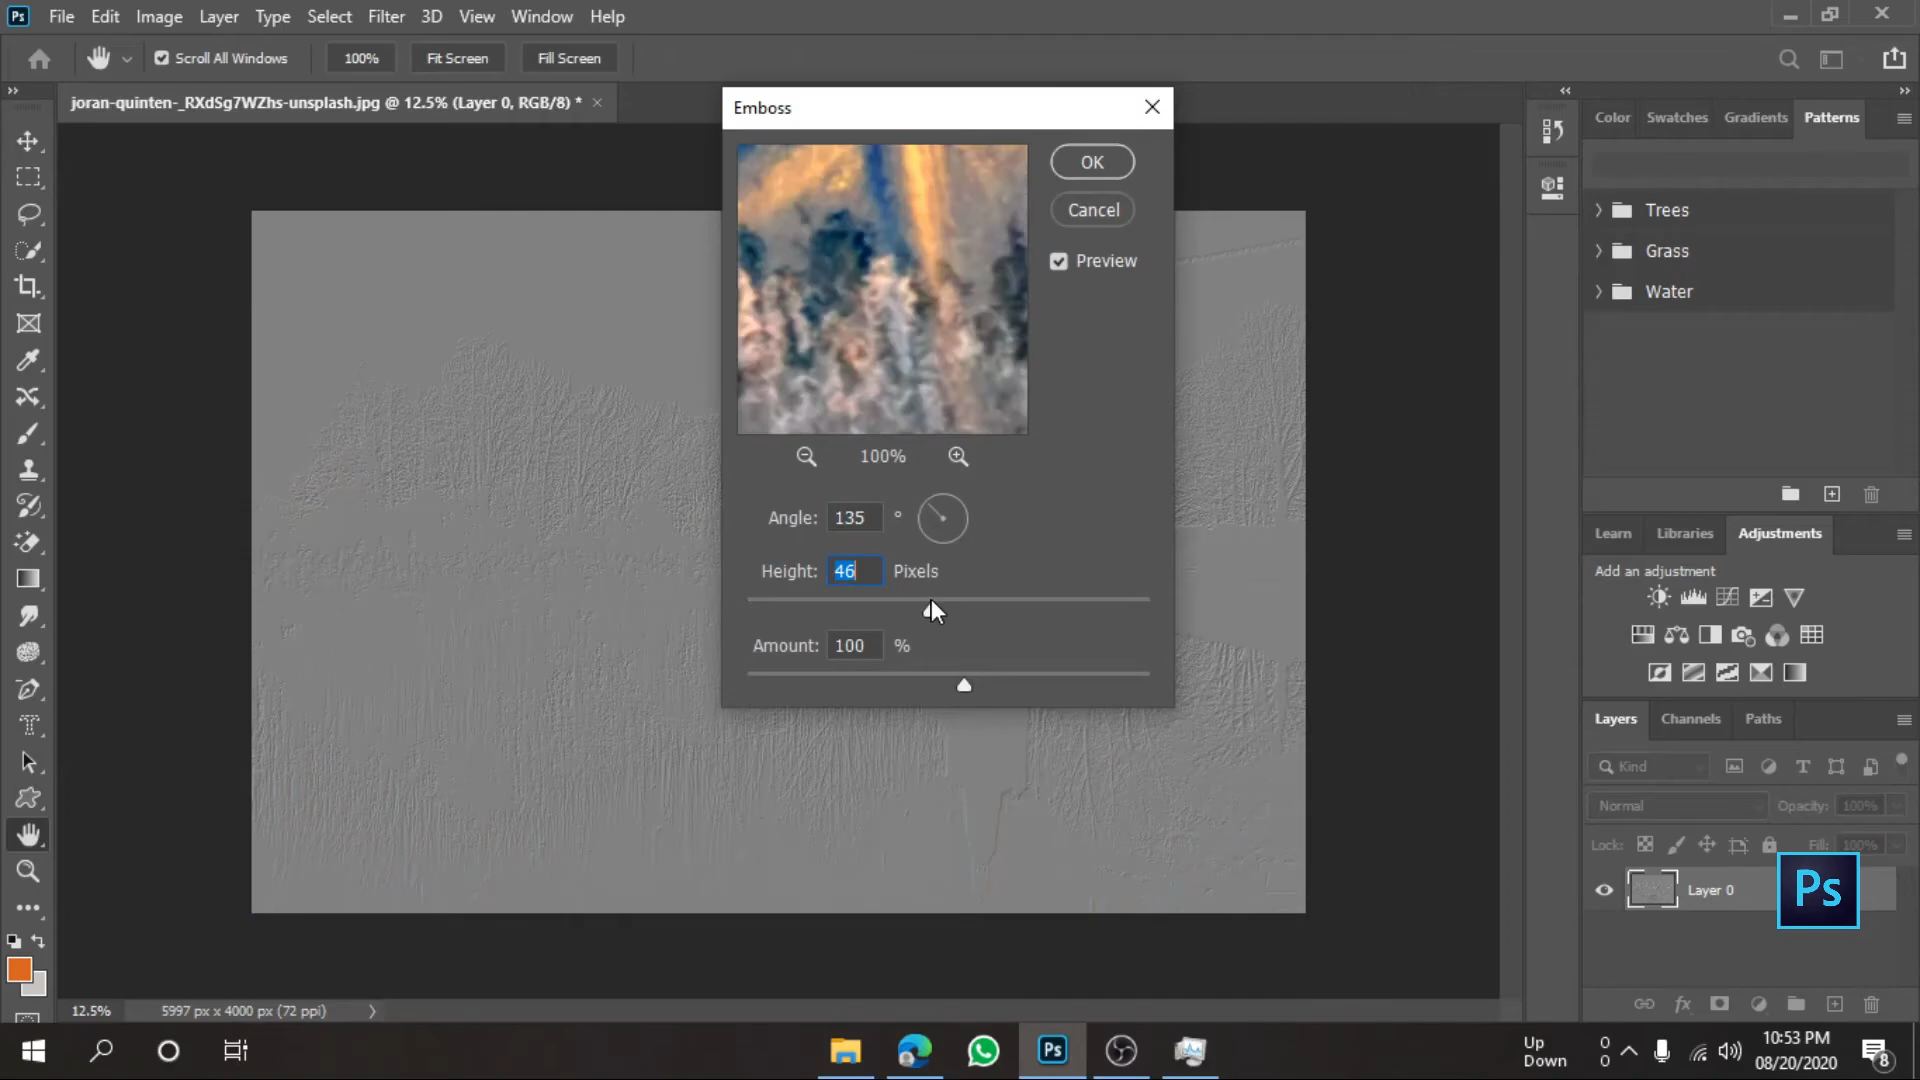 Ps File Edit Image Layer Type Select Filter 3D View Window Help
Scroll All Windows 100% Fit Screen Fill Screen
joran-quinten-_RXdSg7WZhs-unsplash.jpg @ 12.5% (Layer 0, RGB/8) *
Emboss
OK
Cancel
Preview
100%
Angle: 135 °
Height: 46 Pixels
Amount: 100 %
Color Swatches Gradients Patterns
Trees
Grass
Water
Learn Libraries Adjustments
Add an adjustment
Layers Channels Paths
Kind
Normal Opacity: 100%
Lock: Fill: 100%
Layer 0
Ps
fx
12.5% 5997 px x 4000 px (72 ppi)
Ps
Up 0
Down 0
10:53 PM
08/20/2020
8